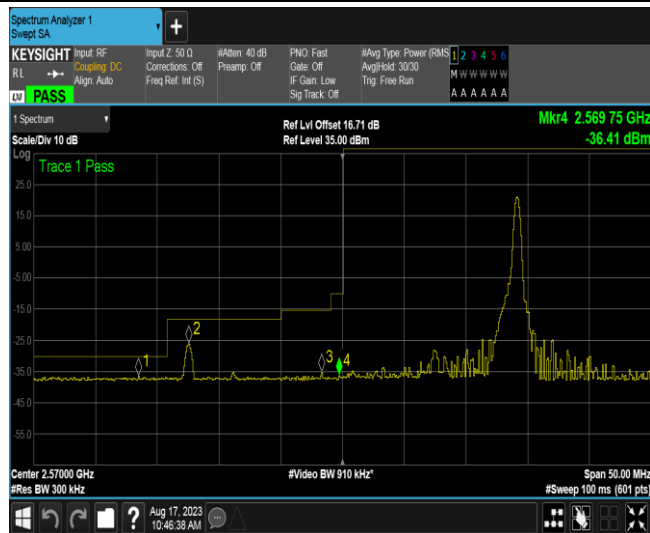 Spectrum Analyzer 1
Swept SA
+
KEYSIGHT
RL
LXI PASS
Input: RF
Coupling: DC
Align: Auto
Input Z: 50 Ω
Corrections: Off
Freq Ref: Int (S)
#Atten: 40 dB
Preamp: Off
PNO: Fast
Gate: Off
IF Gain: Low
Sig Track: Off
#Avg Type: Power (RMS
Avg|Hold: 30/30
Trig: Free Run
1 2 3 4 5 6
M W W W W W
A A A A A A
1 Spectrum
Scale/Div 10 dB
Ref Lvl Offset 16.71 dB
Ref Level 35.00 dBm
Mkr4 2.569 75 GHz
-36.41 dBm
Log
Trace 1 Pass
25.0
15.0
5.00
-5.00
-15.0
-25.0
-35.0
-45.0
-55.0
1
2
3
4
Center 2.57000 GHz
#Res BW 300 kHz
#Video BW 910 kHz*
Span 50.00 MHz
#Sweep 100 ms (601 pts)
?
Aug 17, 2023
10:46:38 AM